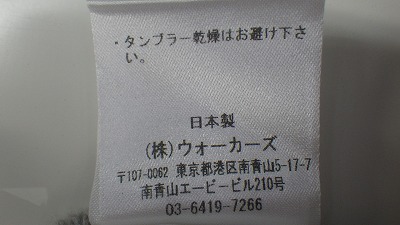 ・タンブラー乾燥はお避け下さ
い。
日本製
(株)ウォーカーズ
〒107-0062 東京都港区南青山5-17-7
南青山エービービル210号
03-6419-7266